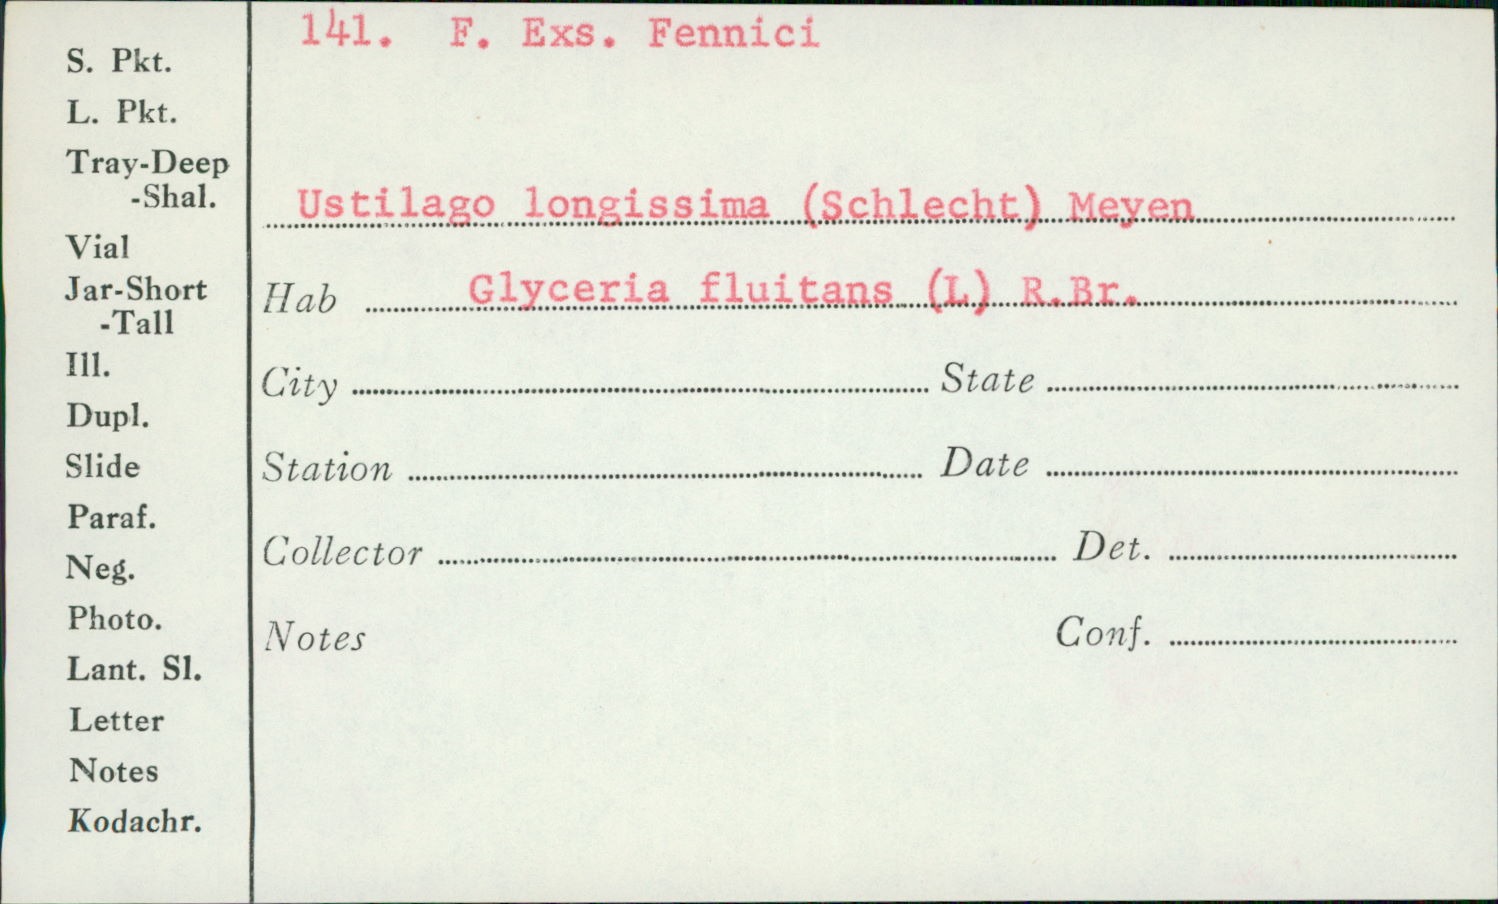 141. F. Exs. Fennici
S. Pkt.
L. Pkt.
Tray-Deep
-Shal.
Vial
Jar-Short
-Tall
Ill.
Dupl.
Slide
Paraf.
Neg.
Photo.
Lant. Sl.
Letter
Notes
Kodachr.
Ustilago longissima (Schlecht) Meyen
Hab Glyceria fluitans (L) R.Br.
City State
Station Date
Collector Det.
Notes Conf.